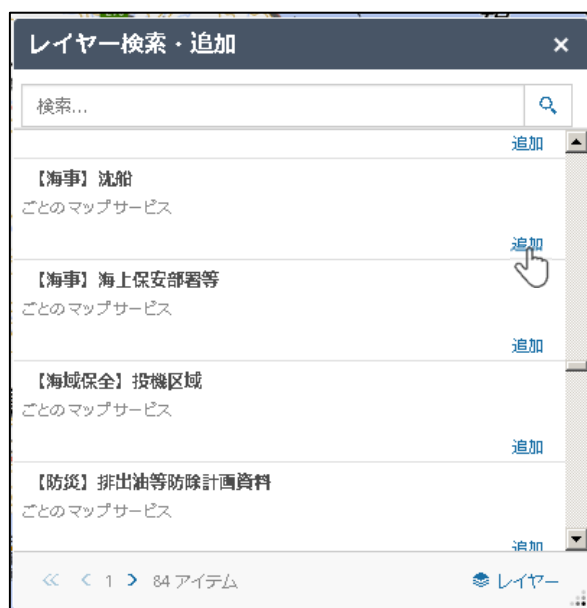 レイヤー検索・追加 ×
検索...
追加
【海事】沈船
ごとのマップサービス
追加
【海事】海上保安部署等
ごとのマップサービス
追加
【海域保全】投機区域
ごとのマップサービス
追加
【防災】排出油等防除計画資料
ごとのマップサービス
追加
1 84 アイテム
レイヤー